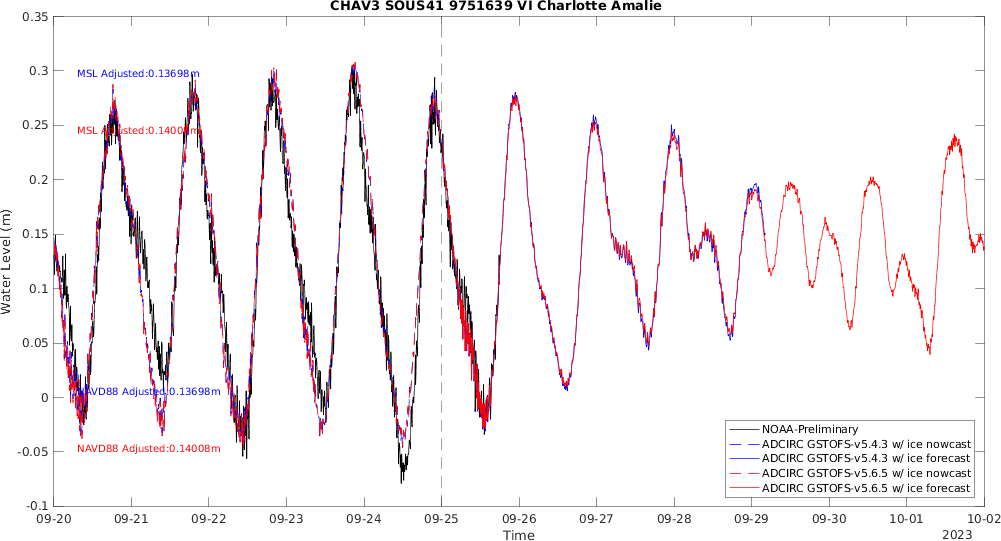 CHAV3 SOUS41 9751639 VI Charlotte Amalie
0.35
0.3
0.25
0.2
0.15
0.1
0.05
0
-0.05
-0.1
Water Level (m)
MSL Adjusted:0.13698m
MSL Adjusted:0.14008m
NAVD88 Adjusted:0.13698m
NAVD88 Adjusted:0.14008m
NOAA-Preliminary
ADCIRC GSTOFS-v5.4.3 w/ ice nowcast
ADCIRC GSTOFS-v5.4.3 w/ ice forecast
ADCIRC GSTOFS-v5.6.5 w/ ice nowcast
ADCIRC GSTOFS-v5.6.5 w/ ice forecast
09-20 09-21 09-22 09-23 09-24 09-25 09-26 09-27 09-28 09-29 09-30 10-01 10-02
Time
2023